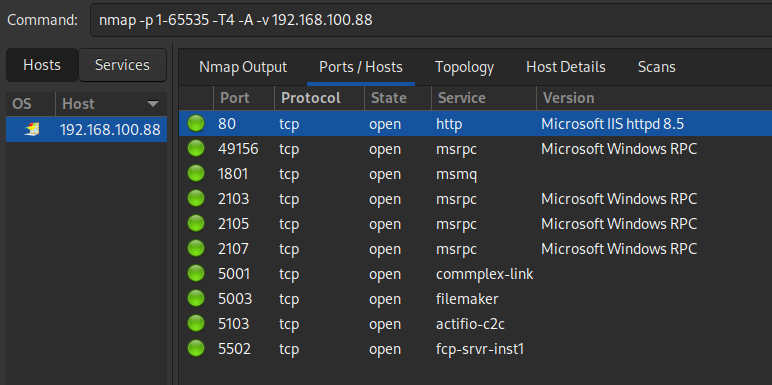 Command: nmap -p 1-65535 -T4 -A -v 192.168.100.88
Hosts Services
Nmap Output Ports / Hosts Topology Host Details Scans
OS Host
Port Protocol State Service Version
192.168.100.88
80 tcp open http Microsoft IIS httpd 8.5
49156 tcp open msrpc Microsoft Windows RPC
1801 tcp open msmq
2103 tcp open msrpc Microsoft Windows RPC
2105 tcp open msrpc Microsoft Windows RPC
2107 tcp open msrpc Microsoft Windows RPC
5001 tcp open commplex-link
5003 tcp open filemaker
5103 tcp open actifio-c2c
5502 tcp open fcp-srvr-inst1